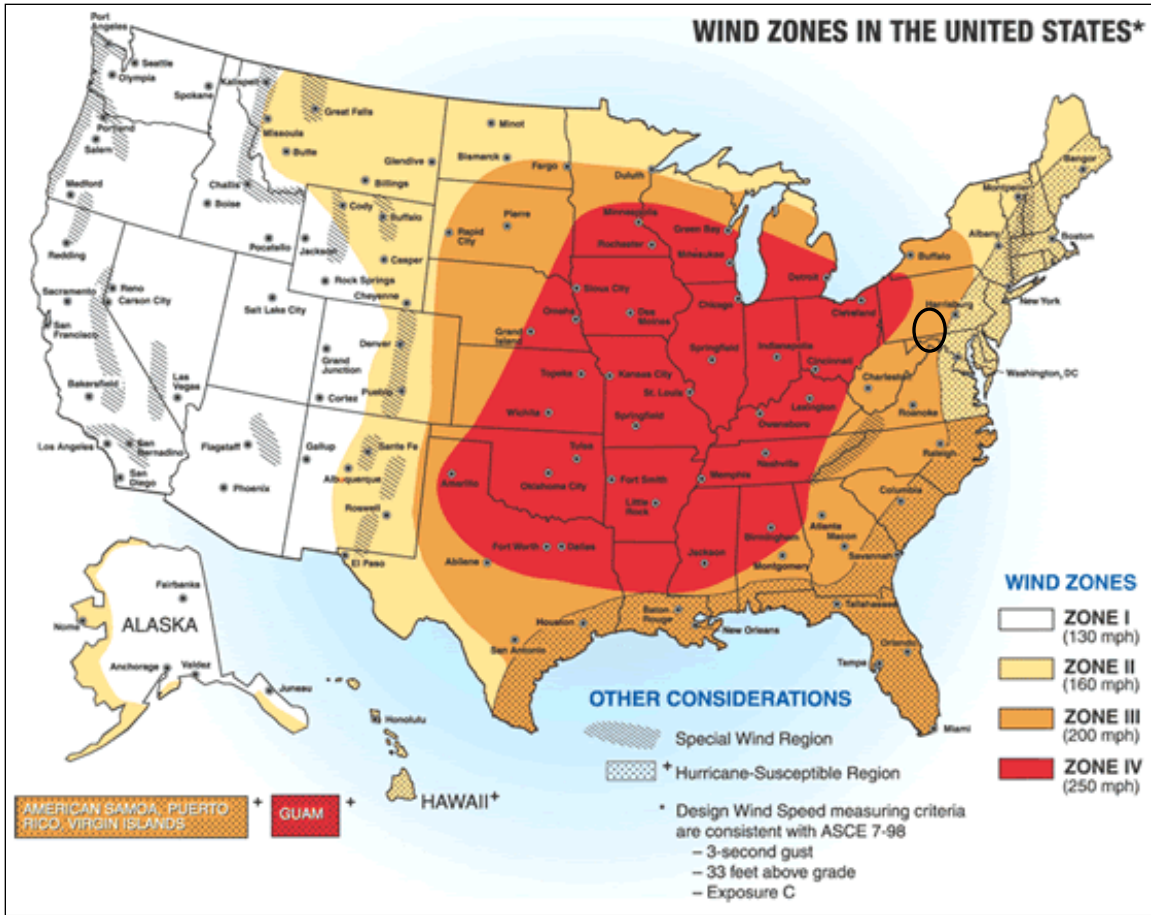 WIND ZONES IN THE UNITED STATES*
Port
Angeles
Seattle
Olympia
Spokane
Kalispell
Great Falls
Portland
Salem
Missoula
Butte
Glendive
Billings
Minot
Bismarck
Fargo
Duluth
Bangor
Montpelier
Medford
Challis
Boise
Cody
Buffalo
Pierre
Rapid
City
Minneapolis
Rochester
Green Bay
Milwaukee
Detroit
Buffalo
Albany
Boston
Redding
Pocatello
Jackson
Casper
Rock Springs
Cheyenne
Sioux City
Chicago
Cleveland
Harrisburg
New York
Sacramento
Reno
Carson City
Salt Lake City
San
Francisco
Grand
Junction
Denver
Grand
Island
Omaha
Des
Moines
Springfield
Indianapolis
Cincinnati
Charleston
Washington, DC
Bakersfield
Las
Vegas
Cortez
Pueblo
Topeka
Kansas City
St. Louis
Lexington
Roanoke
Los Angeles
San
Bernadino
San
Diego
Flagstaff
Gallup
Sante Fe
Albuquerque
Wichita
Springfield
Owensboro
Raleigh
Phoenix
Roswell
Amarillo
Tulsa
Oklahoma City
Fort Smith
Little
Rock
Memphis
Nashville
Columbia
El Paso
Abilene
Fort Worth
Dallas
Jackson
Birmingham
Montgomery
Atlanta
Macon
Savannah
Houston
San Antonio
Baton
Rouge
New Orleans
Tallahassee
Orlando
Tampa
Miami
Fairbanks
Nome
ALASKA
Anchorage
Valdez
Juneau
Honolulu
HAWAII+
AMERICAN SAMOA, PUERTO
RICO, VIRGIN ISLANDS
+
GUAM
+
OTHER CONSIDERATIONS
Special Wind Region
+ Hurricane-Susceptible Region
* Design Wind Speed measuring criteria
are consistent with ASCE 7-98
– 3-second gust
– 33 feet above grade
– Exposure C
WIND ZONES
ZONE I
(130 mph)
ZONE II
(160 mph)
ZONE III
(200 mph)
ZONE IV
(250 mph)